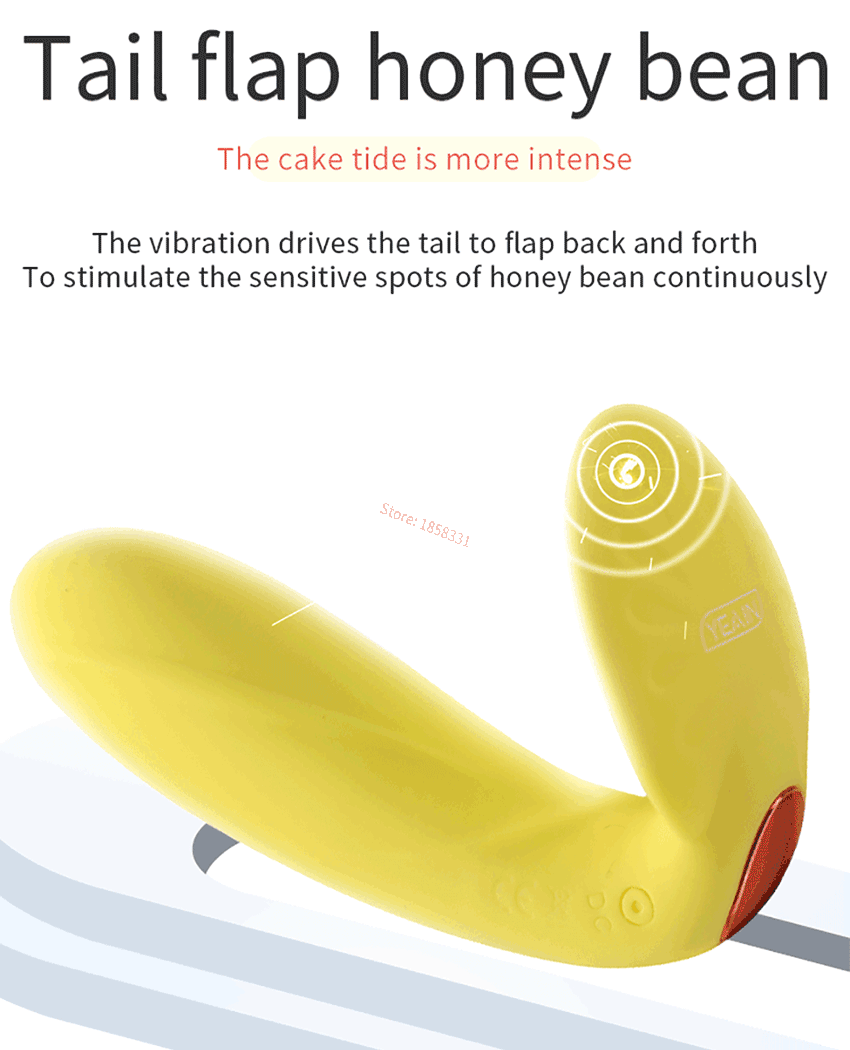 Tail flap honey bean
The cake tide is more intense
The vibration drives the tail to flap back and forth
To stimulate the sensitive spots of honey bean continuously
Store: 1858331
YEAIN
DC